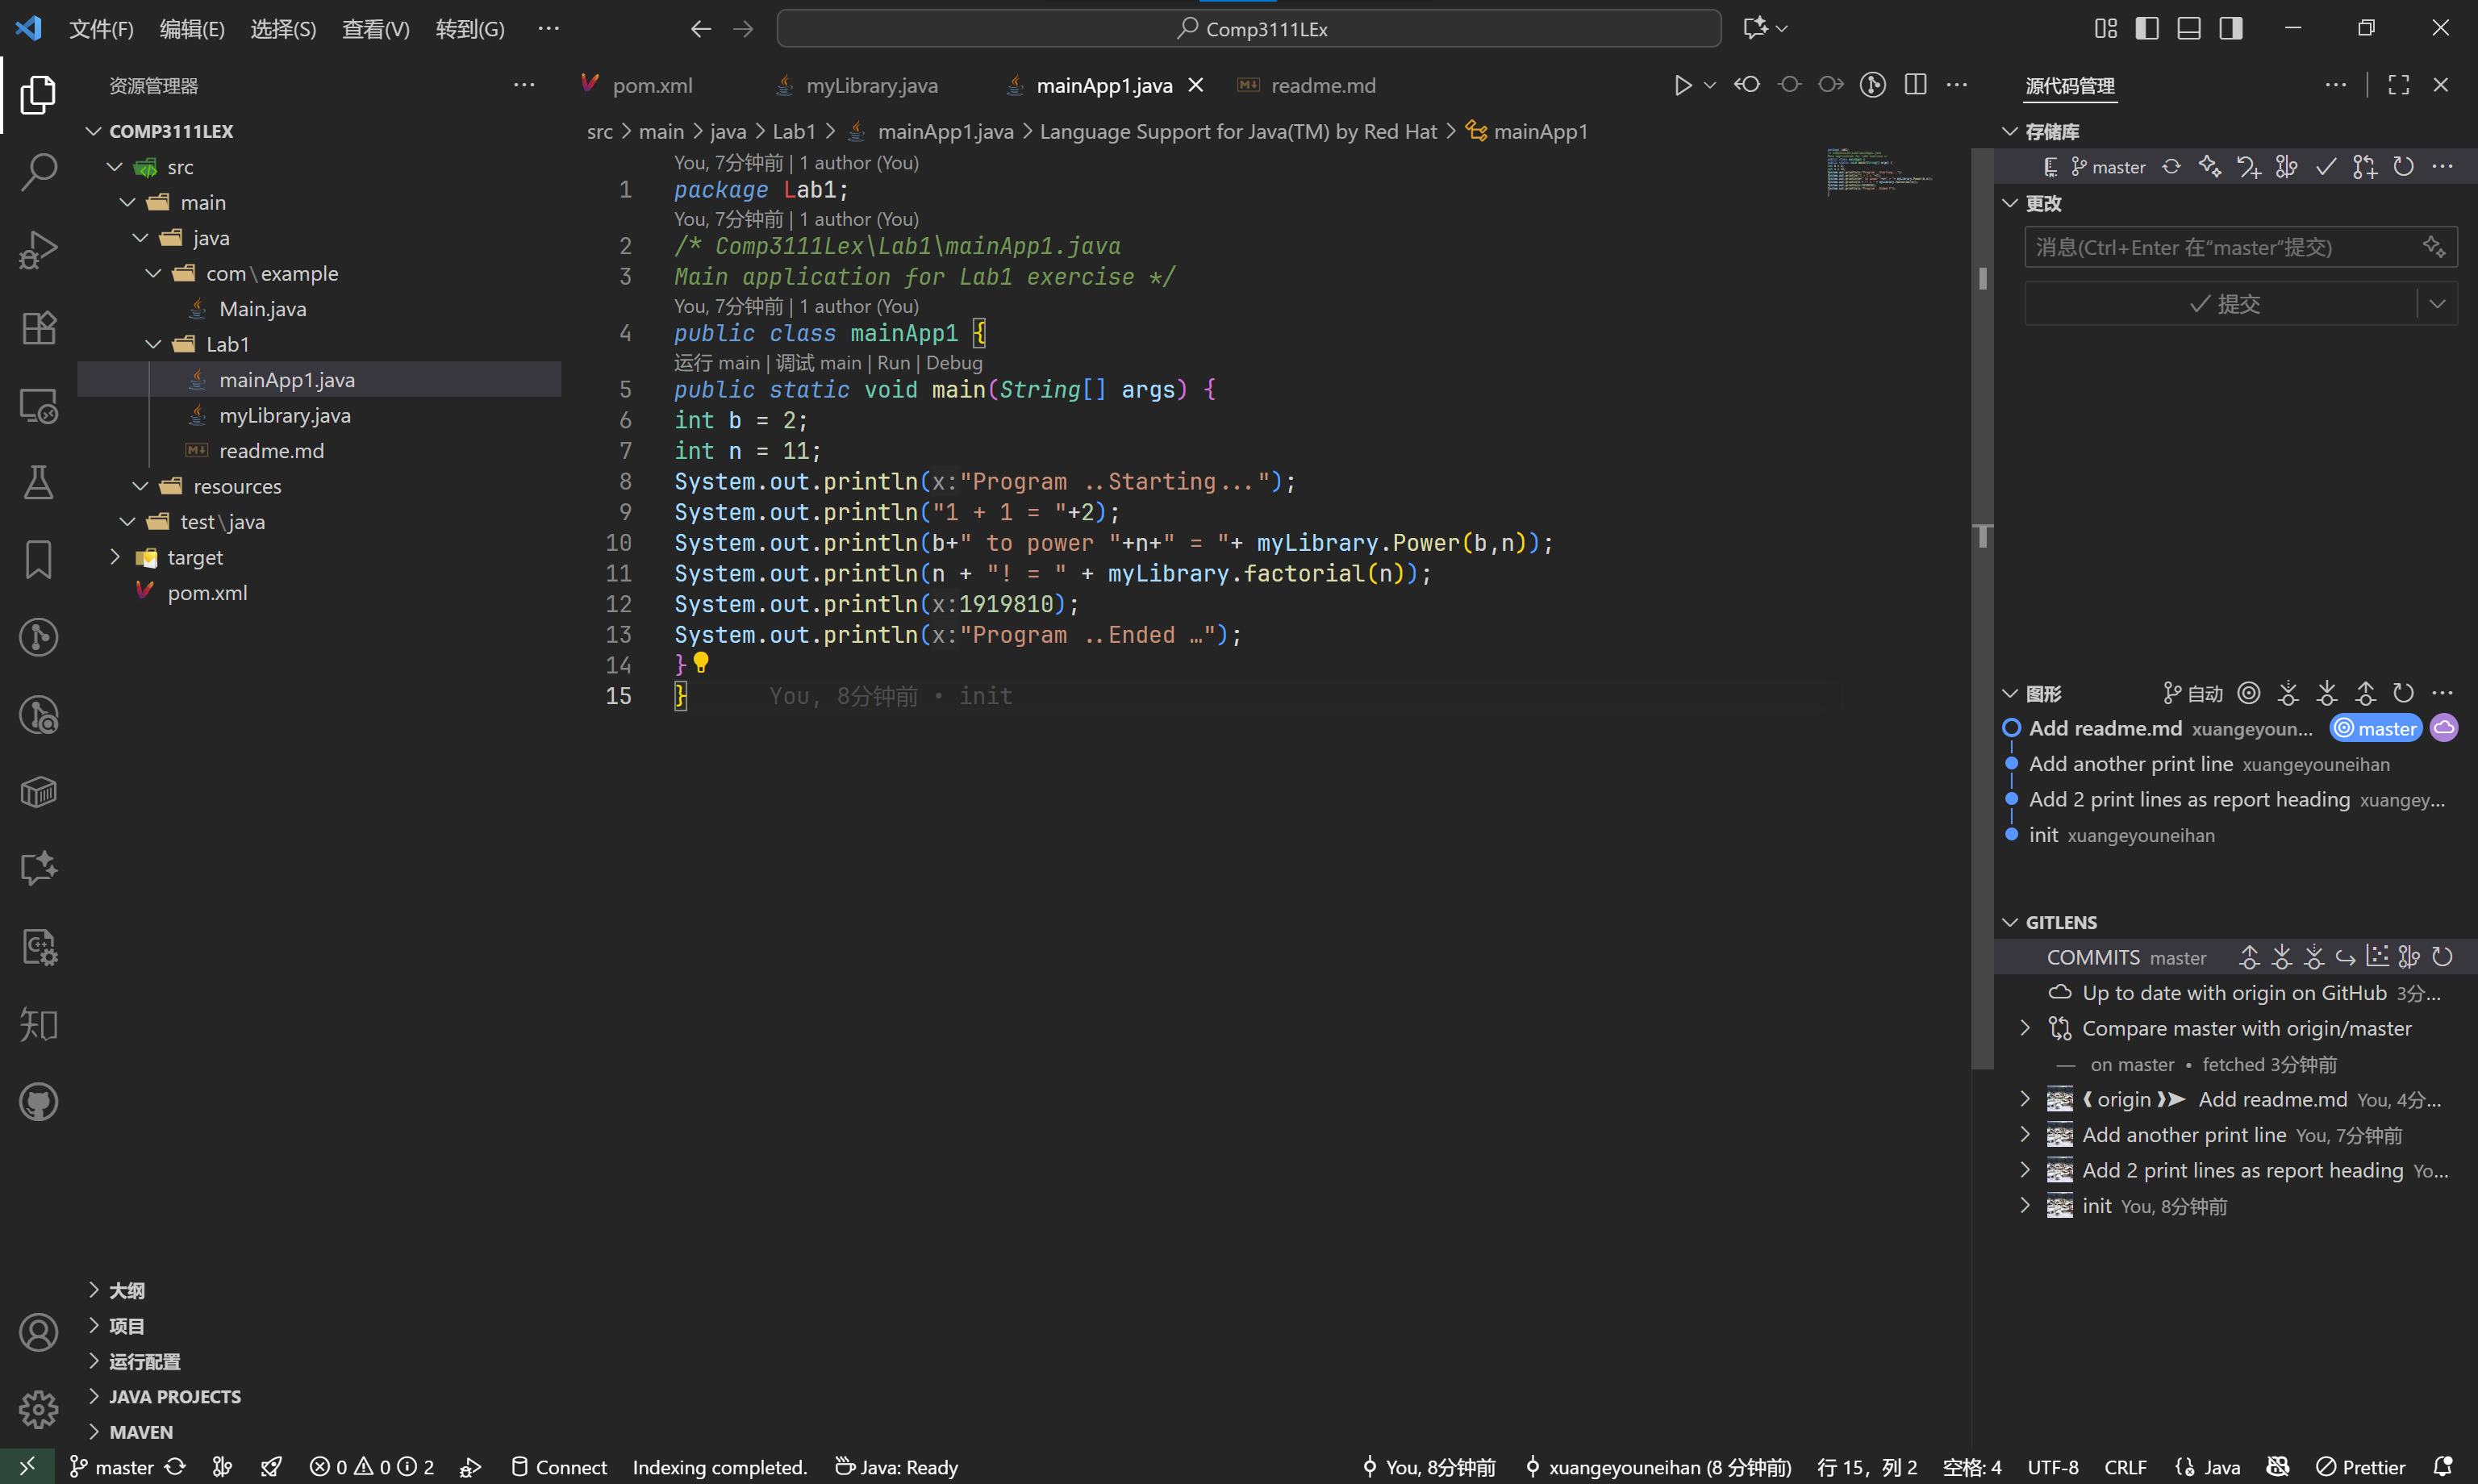 文件(F) 编辑(E) 选择(S) 查看(V) 转到(G) ··· Comp3111LEx
资源管理器
COMP3111LEX
src
main
java
com\example
Main.java
Lab1
mainApp1.java
myLibrary.java
readme.md
resources
test\java
target
pom.xml
大纲
项目
运行配置
JAVA PROJECTS
MAVEN
pom.xml myLibrary.java mainApp1.java readme.md
src > main > java > Lab1 > mainApp1.java > Language Support for Java(TM) by Red Hat > mainApp1
You, 7分钟前 | 1 author (You)
1 package Lab1;
You, 7分钟前 | 1 author (You)
2 /* Comp3111Lex\Lab1\mainApp1.java
3 Main application for Lab1 exercise */
You, 7分钟前 | 1 author (You)
4 public class mainApp1 {
运行 main | 调试 main | Run | Debug
5 public static void main(String[] args) {
6 int b = 2;
7 int n = 11;
8 System.out.println(x:"Program ..Starting...");
9 System.out.println("1 + 1 = "+2);
10 System.out.println(b+" to power "+n+" = "+ myLibrary.Power(b,n));
11 System.out.println(n + "! = " + myLibrary.factorial(n));
12 System.out.println(x:1919810);
13 System.out.println(x:"Program ..Ended …");
14 }
15 } You, 8分钟前 • init
源代码管理
存储库
master
更改
消息(Ctrl+Enter 在“master”提交)
提交
图形 自动
Add readme.md xuangeyoun... master
Add another print line xuangeyouneihan
Add 2 print lines as report heading xuangey...
init xuangeyouneihan
GITLENS
COMMITS master
Up to date with origin on GitHub 3分...
Compare master with origin/master
— on master • fetched 3分钟前
❰ origin ❱➤ Add readme.md You, 4分...
Add another print line You, 7分钟前
Add 2 print lines as report heading Yo...
init You, 8分钟前
master 0 0 2 Connect Indexing completed. Java: Ready You, 8分钟前 xuangeyouneihan (8 分钟前) 行 15，列 2 空格: 4 UTF-8 CRLF Java Prettier
知